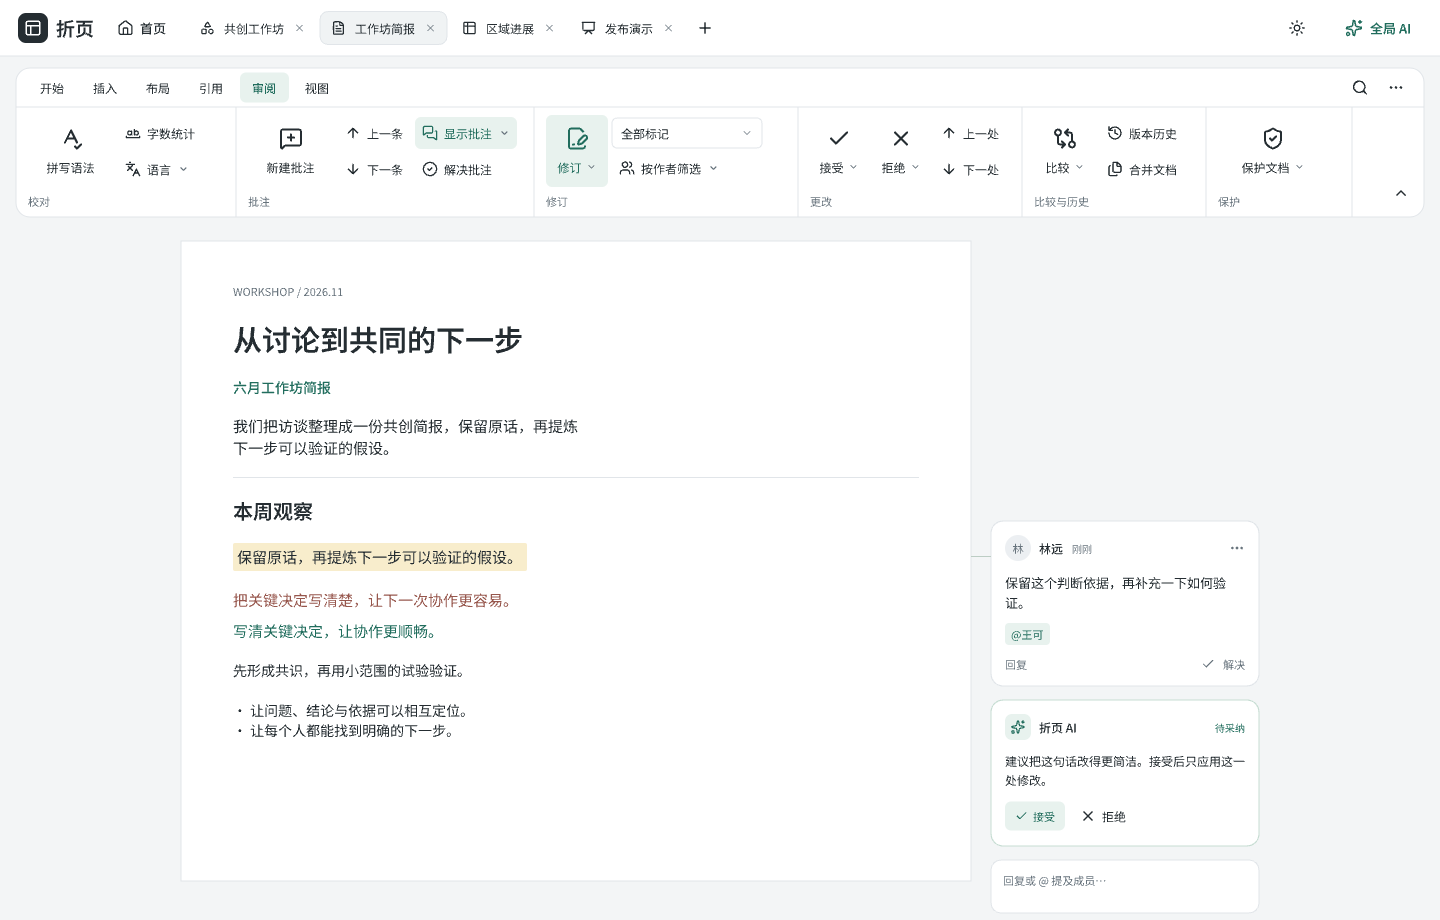 折页
首页
共创工作坊
工作坊简报
区域进展
发布演示
全局 AI
开始
插入
布局
引用
审阅
视图
拼写语法
字数统计
语言
校对
新建批注
上一条
下一条
显示批注
解决批注
批注
修订
全部标记
按作者筛选
修订
接受
拒绝
上一处
下一处
更改
比较
版本历史
合并文档
比较与历史
保护文档
保护
WORKSHOP / 2026.11
从讨论到共同的下一步
六月工作坊简报
我们把访谈整理成一份共创简报，保留原话，再提炼
下一步可以验证的假设。
本周观察
保留原话，再提炼下一步可以验证的假设。
把关键决定写清楚，让下一次协作更容易。
写清关键决定，让协作更顺畅。
先形成共识，再用小范围的试验验证。
• 让问题、结论与依据可以相互定位。
• 让每个人都能找到明确的下一步。
林
林远
刚刚
保留这个判断依据，再补充一下如何验
证。
@王可
回复
解决
折页 AI
待采纳
建议把这句话改得更简洁。接受后只应用这一
处修改。
接受
拒绝
回复或 @ 提及成员…